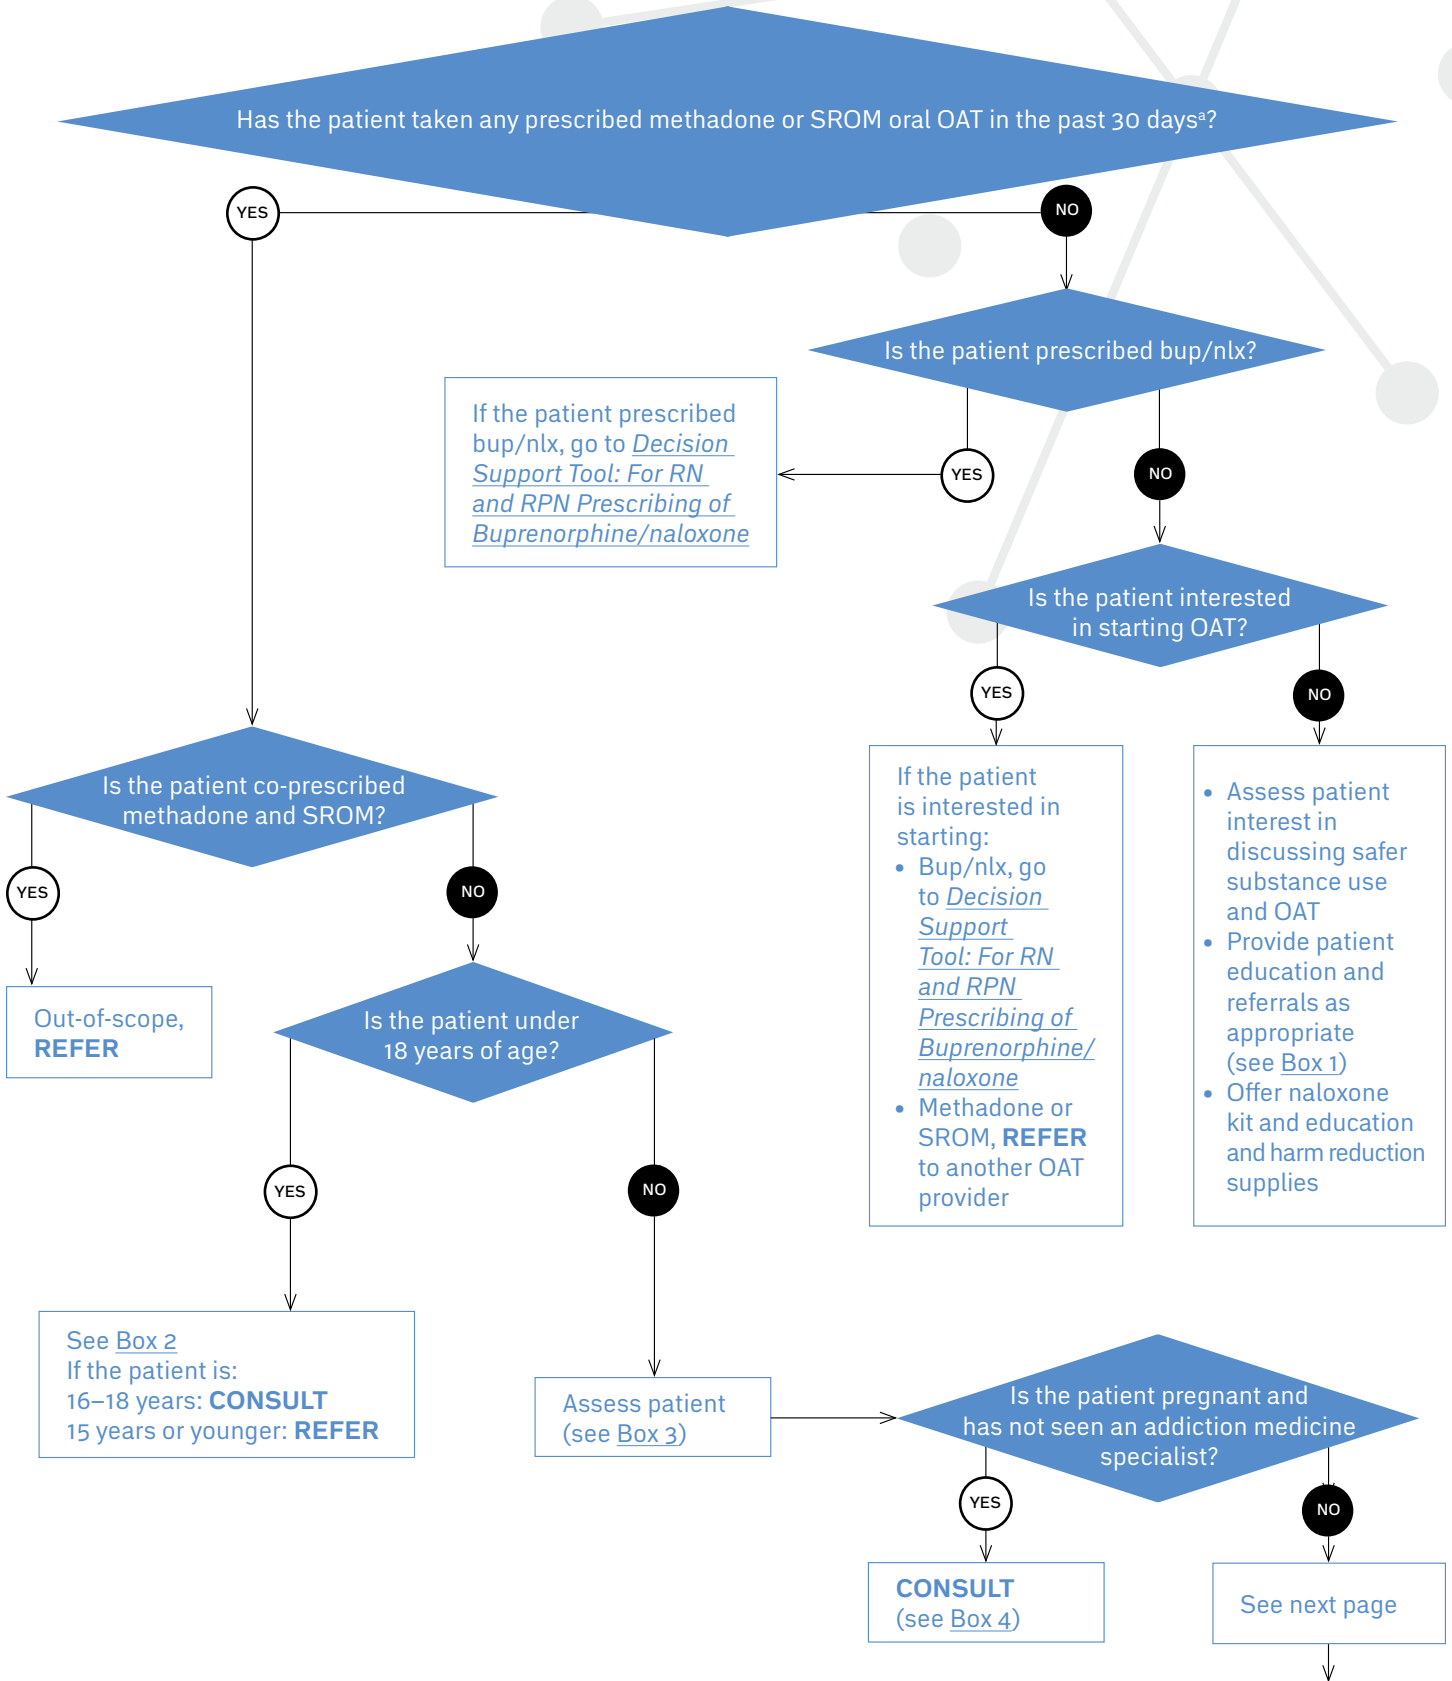 Has the patient taken any prescribed methadone or SROM oral OAT in the past 30 daysª?
YES
NO
Is the patient prescribed bup/nlx?
If the patient prescribed
bup/nlx, go to Decision
Support Tool: For RN
and RPN Prescribing of
Buprenorphine/naloxone
YES
NO
Is the patient interested
in starting OAT?
YES
NO
Is the patient co-prescribed
methadone and SROM?
If the patient
is interested in
starting:
• Bup/nlx, go
to Decision
Support
Tool: For RN
and RPN
Prescribing of
Buprenorphine/
naloxone
• Methadone or
SROM, REFER
to another OAT
provider
• Assess patient
interest in
discussing safer
substance use
and OAT
• Provide patient
education and
referrals as
appropriate
(see Box 1)
• Offer naloxone
kit and education
and harm reduction
supplies
YES
NO
Out-of-scope,
REFER
Is the patient under
18 years of age?
YES
NO
See Box 2
If the patient is:
16–18 years: CONSULT
15 years or younger: REFER
Assess patient
(see Box 3)
Is the patient pregnant and
has not seen an addiction medicine
specialist?
YES
NO
CONSULT
(see Box 4)
See next page